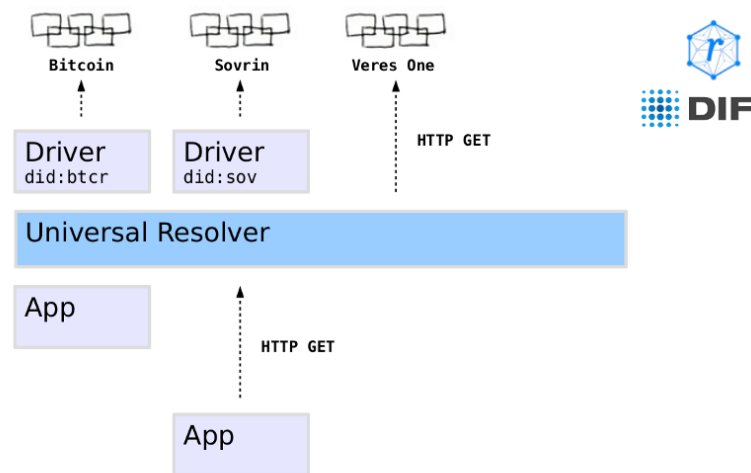 Bitcoin
Sovrin
Veres One
r
DIF
Driver
did:btcr
Driver
did:sov
HTTP GET
Universal Resolver
App
HTTP GET
App